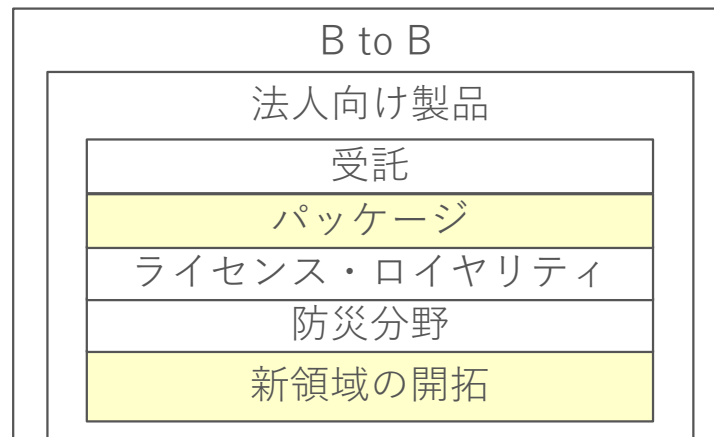 B to B
法人向け製品
受託
パッケージ
ライセンス・ロイヤリティ
防災分野
新領域の開拓